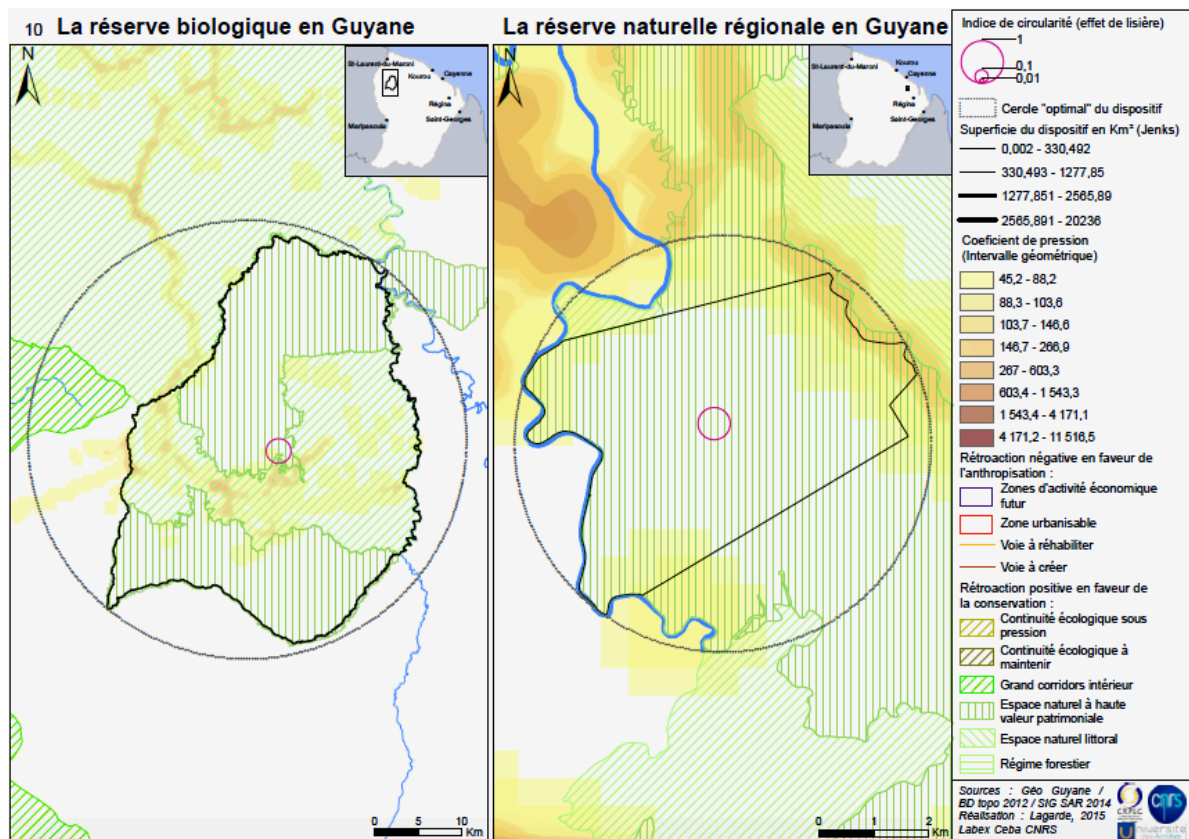 10 La réserve biologique en Guyane
La réserve naturelle régionale en Guyane
N
St-Laurent-du-Maroni
Kourou
Cayenne
Régina
Saint-Georges
Maripasoula
0 5 10
Km
N
St-Laurent-du-Maroni
Kourou
Cayenne
Régina
Saint-Georges
Maripasoula
0 1 2
Km
Indice de circularité (effet de lisière)
1
0,1
0,01
Cercle "optimal" du dispositif
Superficie du dispositif en Km² (Jenks)
0,002 - 330,492
330,493 - 1277,85
1277,851 - 2565,89
2565,891 - 20236
Coeficient de pression
(Intervalle géométrique)
45,2 - 88,2
88,3 - 103,6
103,7 - 146,6
146,7 - 266,9
267 - 603,3
603,4 - 1 543,3
1 543,4 - 4 171,1
4 171,2 - 11 516,5
Rétroaction négative en faveur de
l'anthropisation :
Zones d'activité économique
futur
Zone urbanisable
Voie à réhabiliter
Voie à créer
Rétroaction positive en faveur de
la conservation :
Continuité écologique sous
pression
Continuité écologique à
maintenir
Grand corridors intérieur
Espace naturel à haute
valeur patrimoniale
Espace naturel littoral
Régime forestier
Sources : Géo Guyane /
BD topo 2012 / SIG SAR 2014
Réalisation : Lagarde, 2015
Labex Ceba CNRS
cnrs
Université